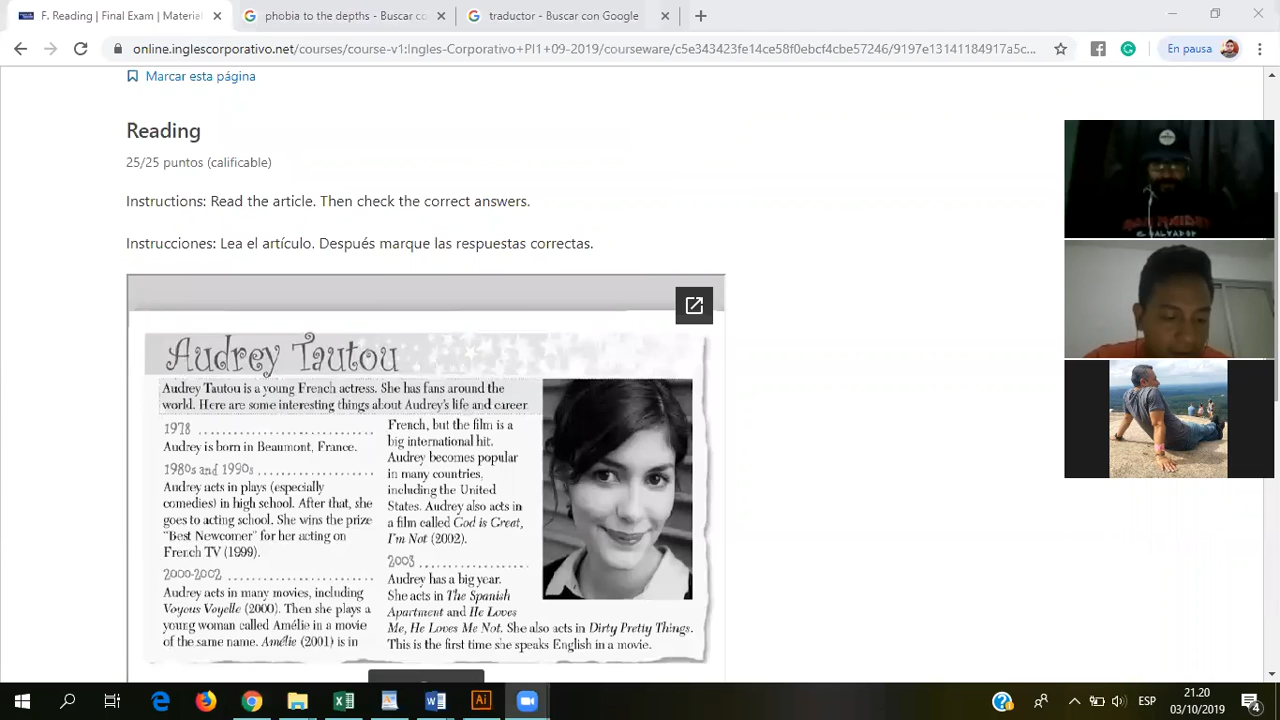 F. Reading | Final Exam | Material
phobia to the depths - Buscar co
traductor - Buscar con Google
online.inglescorporativo.net/courses/course-v1:Ingles-Corporativo+PI1+09-2019/courseware/c5e343423fe14ce58f0ebcf4cbe57246/9197e13141184917a5c...
En pausa
Marcar esta página
Reading
25/25 puntos (calificable)
Instructions: Read the article. Then check the correct answers.
Instrucciones: Lea el artículo. Después marque las respuestas correctas.
Audrey Tautou
Audrey Tautou is a young French actress. She has fans around the
world. Here are some interesting things about Audrey's life and career.
1978
Audrey is born in Beaumont, France.
1980s and 1990s
Audrey acts in plays (especially
comedies) in high school. After that, she
goes to acting school. She wins the prize
"Best Newcomer" for her acting on
French TV (1999).
2000-2002
Audrey acts in many movies, including
Voyous Voyelle (2000). Then she plays a
young woman called Amélie in a movie
of the same name. Amélie (2001) is in
French, but the film is a
big international hit.
Audrey becomes popular
in many countries,
including the United
States. Audrey also acts in
a film called God is Great,
I'm Not (2002).
2003
Audrey has a big year.
She acts in The Spanish
Apartment and He Loves
Me, He Loves Me Not. She also acts in Dirty Pretty Things.
This is the first time she speaks English in a movie.
IRON MAIDEN
EL SALVADOR
ESP
21.20
03/10/2019
4